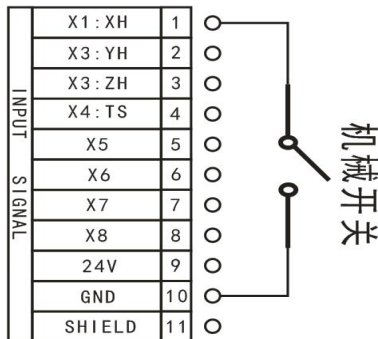 INPUT SIGNAL
X1:XH 1
X3:YH 2
X3:ZH 3
X4:TS 4
X5 5
X6 6
X7 7
X8 8
24V 9
GND 10
SHIELD 11
机械开关